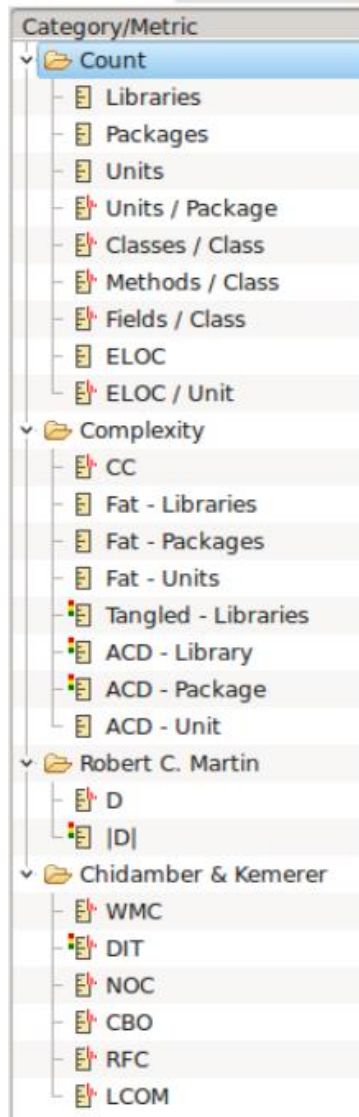 Category/Metric
Count
Libraries
Packages
Units
Units / Package
Classes / Class
Methods / Class
Fields / Class
ELOC
ELOC / Unit
Complexity
CC
Fat - Libraries
Fat - Packages
Fat - Units
Tangled - Libraries
ACD - Library
ACD - Package
ACD - Unit
Robert C. Martin
D
|D|
Chidamber & Kemerer
WMC
DIT
NOC
CBO
RFC
LCOM